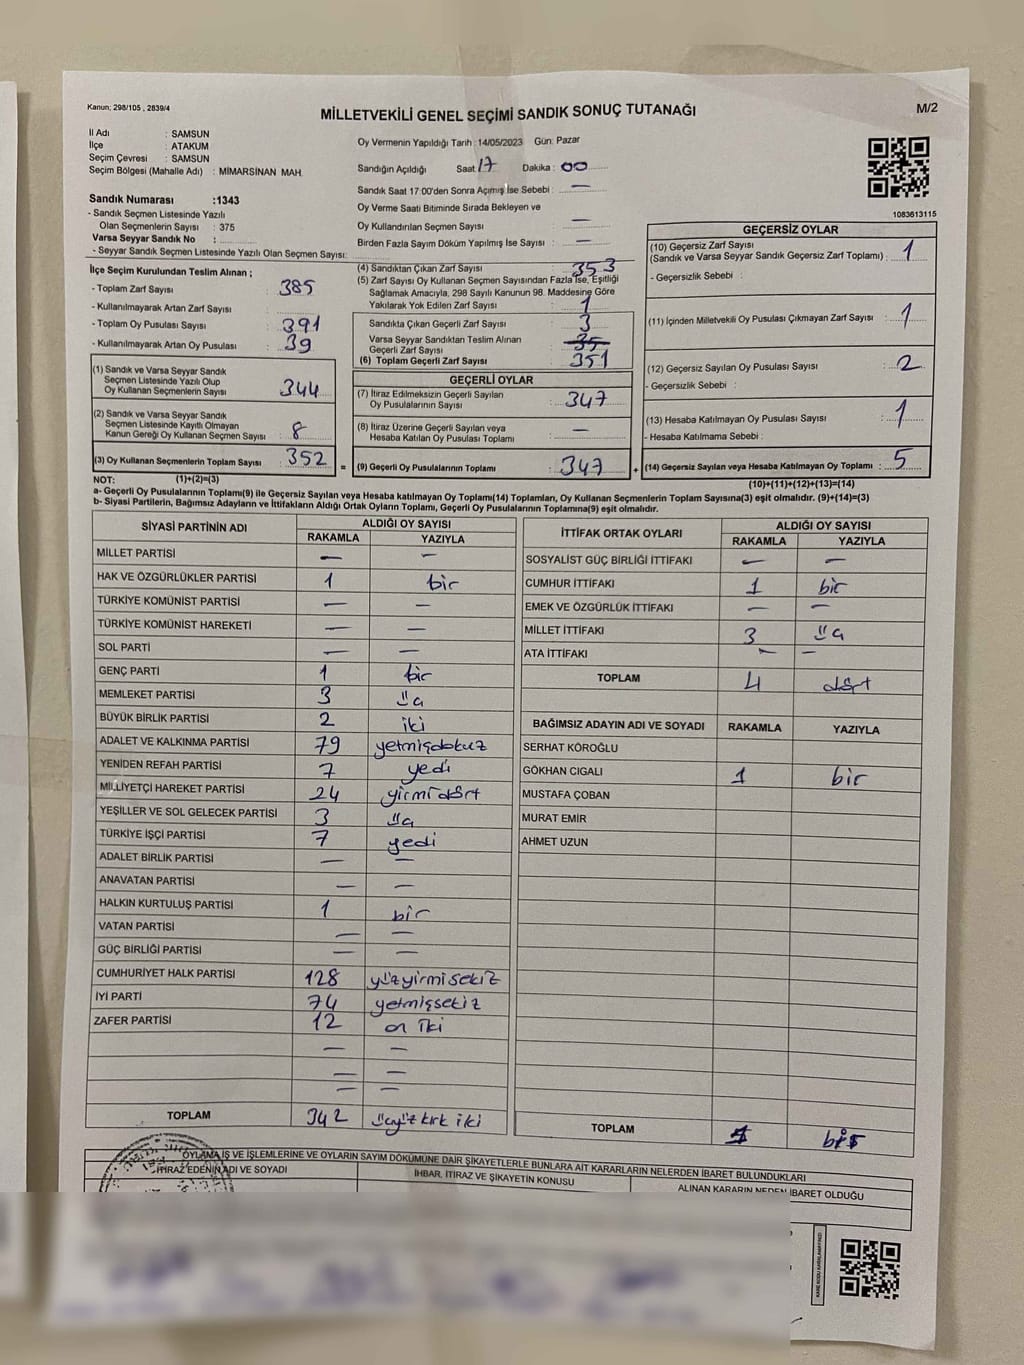 Kanun; 298/105 , 2839/4
MİLLETVEKİLİ GENEL SEÇİMİ SANDIK SONUÇ TUTANAĞI
M/2
İl Adı : SAMSUN
İlçe : ATAKUM
Seçim Çevresi : SAMSUN
Seçim Bölgesi (Mahalle Adı) : MİMARSİNAN MAH.
Sandık Numarası :1343
- Sandık Seçmen Listesinde Yazılı
Olan Seçmenlerin Sayısı : 375
Varsa Seyyar Sandık No :
- Seyyar Sandık Seçmen Listesinde Yazılı Olan Seçmen Sayısı:
Oy Vermenin Yapıldığı Tarih :14/05/2023 Gün: Pazar
Sandığın Açıldığı Saat 17 Dakika : 00
Sandık Saat 17:00'den Sonra Açılmış İse Sebebi : —
Oy Verme Saati Bitiminde Sırada Bekleyen ve
Oy Kullandırılan Seçmen Sayısı : —
Birden Fazla Sayım Döküm Yapılmış İse Sayısı : —
1083613115
İlçe Seçim Kurulundan Teslim Alınan ;
- Toplam Zarf Sayısı : 385
- Kullanılmayarak Artan Zarf Sayısı :
- Toplam Oy Pusulası Sayısı : 391
- Kullanılmayarak Artan Oy Pusulası : 39
(1) Sandık ve Varsa Seyyar Sandık
Seçmen Listesinde Yazılı Olup
Oy Kullanan Seçmenlerin Sayısı : 344
(2) Sandık ve Varsa Seyyar Sandık
Seçmen Listesinde Kayıtlı Olmayan
Kanun Gereği Oy Kullanan Seçmen Sayısı : 8
(3) Oy Kullanan Seçmenlerin Toplam Sayısı : 352
(4) Sandıktan Çıkan Zarf Sayısı : 353
(5) Zarf Sayısı Oy Kullanan Seçmen Sayısından Fazla İse, Eşitliği
Sağlamak Amacıyla, 298 Sayılı Kanunun 98. Maddesine Göre
Yakılarak Yok Edilen Zarf Sayısı : 1
Sandıkta Çıkan Geçerli Zarf Sayısı : 3
Varsa Seyyar Sandıktan Teslim Alınan
Geçerli Zarf Sayısı : 35
(6) Toplam Geçerli Zarf Sayısı : 351
GEÇERLİ OYLAR
(7) İtiraz Edilmeksizin Geçerli Sayılan
Oy Pusulalarının Sayısı : 347
(8) İtiraz Üzerine Geçerli Sayılan veya
Hesaba Katılan Oy Pusulası Toplamı : —
= (9) Geçerli Oy Pusulalarının Toplamı : 347
GEÇERSİZ OYLAR
(10) Geçersiz Zarf Sayısı
(Sandık ve Varsa Seyyar Sandık Geçersiz Zarf Toplamı) : 1
- Geçersizlik Sebebi :
(11) İçinden Milletvekili Oy Pusulası Çıkmayan Zarf Sayısı : 1
(12) Geçersiz Sayılan Oy Pusulası Sayısı : 2
- Geçersizlik Sebebi :
(13) Hesaba Katılmayan Oy Pusulası Sayısı : 1
- Hesaba Katılmama Sebebi :
+ (14) Geçersiz Sayılan veya Hesaba Katılmayan Oy Toplamı : 5
NOT: (1)+(2)=(3)
(10)+(11)+(12)+(13)=(14)
a- Geçerli Oy Pusulalarının Toplamı(9) ile Geçersiz Sayılan veya Hesaba katılmayan Oy Toplamı(14) Toplamları, Oy Kullanan Seçmenlerin Toplam Sayısına(3) eşit olmalıdır. (9)+(14)=(3)
b- Siyasi Partilerin, Bağımsız Adayların ve İttifakların Aldığı Ortak Oyların Toplamı, Geçerli Oy Pusulalarının Toplamına(9) eşit olmalıdır.
SİYASİ PARTİNİN ADI ALDIĞI OY SAYISI
RAKAMLA YAZIYLA
MİLLET PARTİSİ — —
HAK VE ÖZGÜRLÜKLER PARTİSİ 1 bir
TÜRKİYE KOMÜNİST PARTİSİ — —
TÜRKİYE KOMÜNİST HAREKETİ — —
SOL PARTİ — —
GENÇ PARTİ 1 bir
MEMLEKET PARTİSİ 3 üç
BÜYÜK BİRLİK PARTİSİ 2 iki
ADALET VE KALKINMA PARTİSİ 79 yetmişdokuz
YENİDEN REFAH PARTİSİ 7 yedi
MİLLİYETÇİ HAREKET PARTİSİ 24 yirmi dört
YEŞİLLER VE SOL GELECEK PARTİSİ 3 üç
TÜRKİYE İŞÇİ PARTİSİ 7 yedi
ADALET BİRLİK PARTİSİ — —
ANAVATAN PARTİSİ — —
HALKIN KURTULUŞ PARTİSİ 1 bir
VATAN PARTİSİ — —
GÜÇ BİRLİĞİ PARTİSİ — —
CUMHURİYET HALK PARTİSİ 128 yüzyirmi sekiz
İYİ PARTİ 74 yetmişsekiz
ZAFER PARTİSİ 12 on iki
— —
— —
— —
TOPLAM 342 üçyüz kırk iki
İTTİFAK ORTAK OYLARI ALDIĞI OY SAYISI
RAKAMLA YAZIYLA
SOSYALİST GÜÇ BİRLİĞİ İTTİFAKI — —
CUMHUR İTTİFAKI 1 bir
EMEK VE ÖZGÜRLÜK İTTİFAKI — —
MİLLET İTTİFAKI 3 üç
ATA İTTİFAKI — —
TOPLAM 4 dört
BAĞIMSIZ ADAYIN ADI VE SOYADI RAKAMLA YAZIYLA
SERHAT KÖROĞLU
GÖKHAN CIGALI 1 bir
MUSTAFA ÇOBAN
MURAT EMİR
AHMET UZUN
TOPLAM
OYLAMA İŞ VE İŞLEMLERİNE VE OYLARIN SAYIM DÖKÜMÜNE DAİR ŞİKAYETLERLE BUNLARA AİT KARARLARIN NELERDEN İBARET BULUNDUKLARI
İTİRAZ EDENİN ADI VE SOYADI
İHBAR, İTİRAZ VE ŞİKAYETİN KONUSU
ALINAN KARARIN NEDEN İBARET OLDUĞU